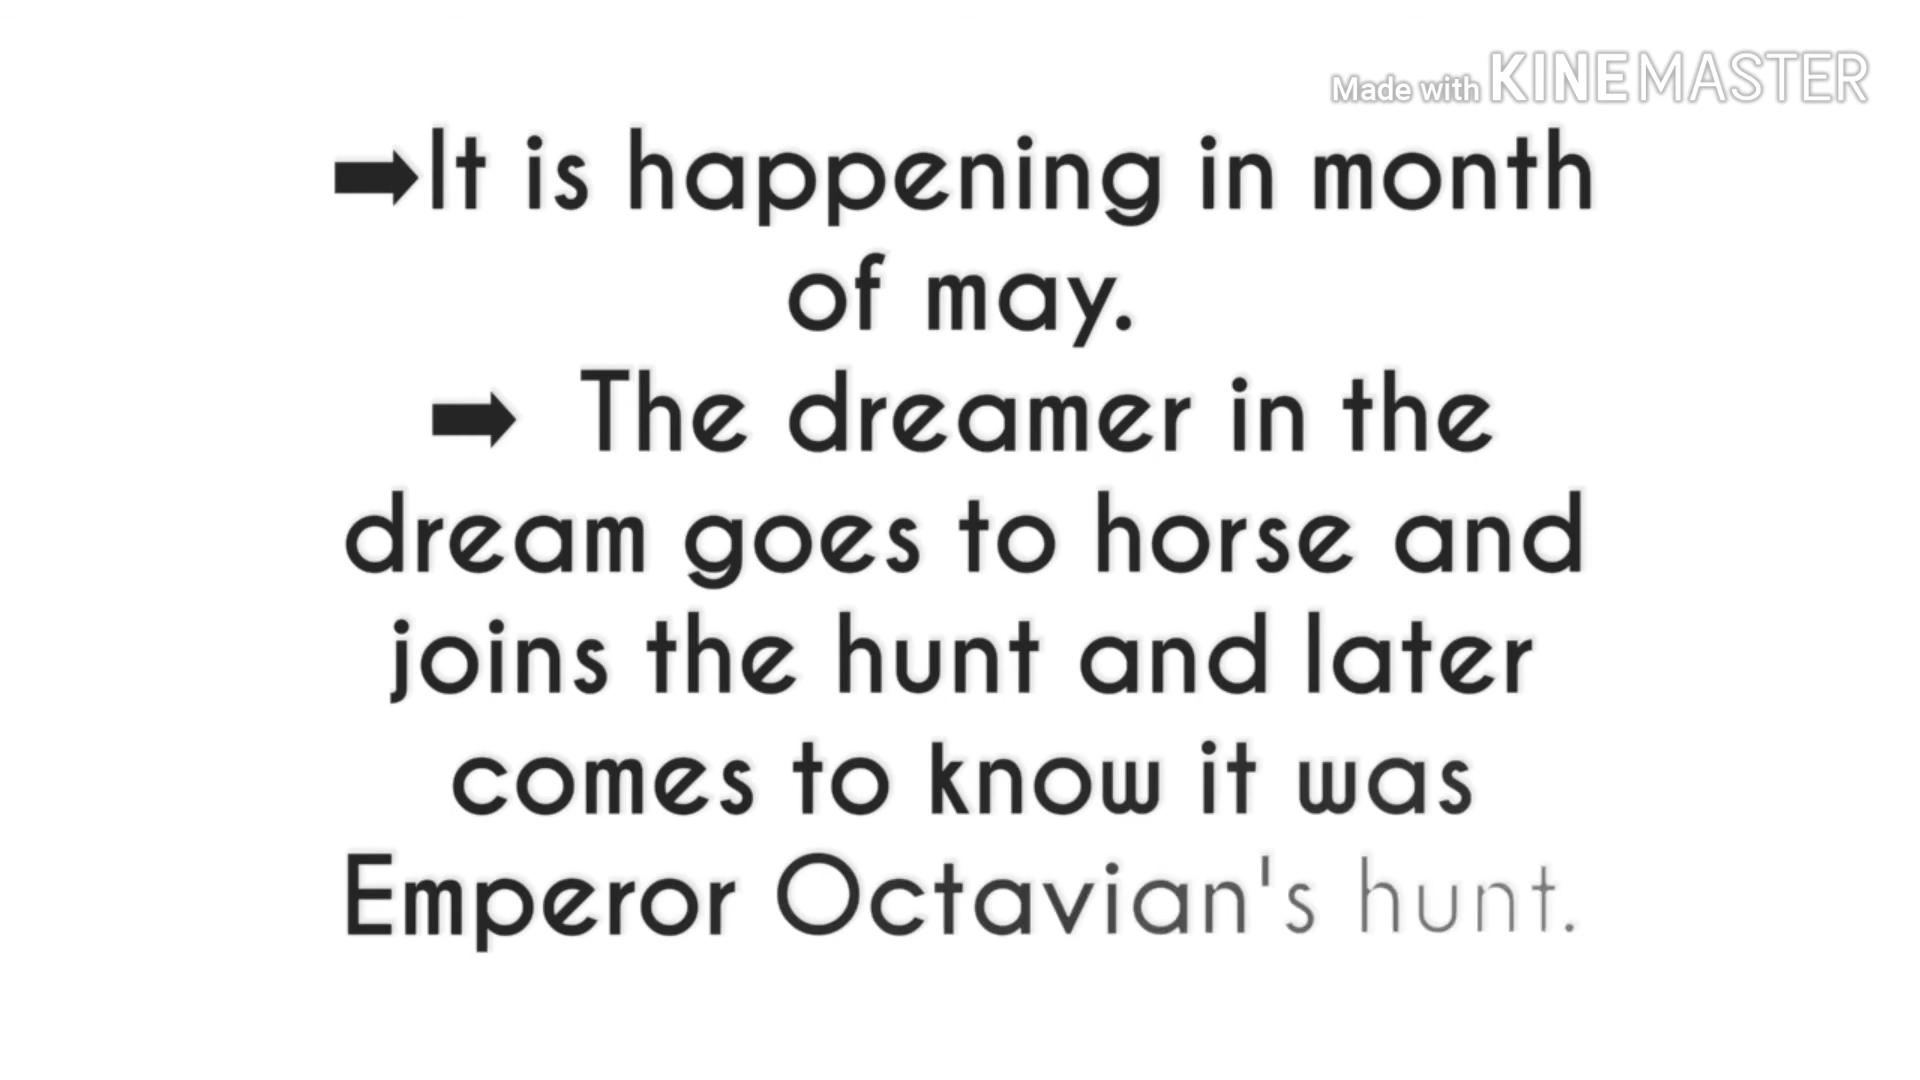 Made with KINEMASTER
➡It is happening in month
of may.
➡ The dreamer in the
dream goes to horse and
joins the hunt and later
comes to know it was
Emperor Octavian's hunt.